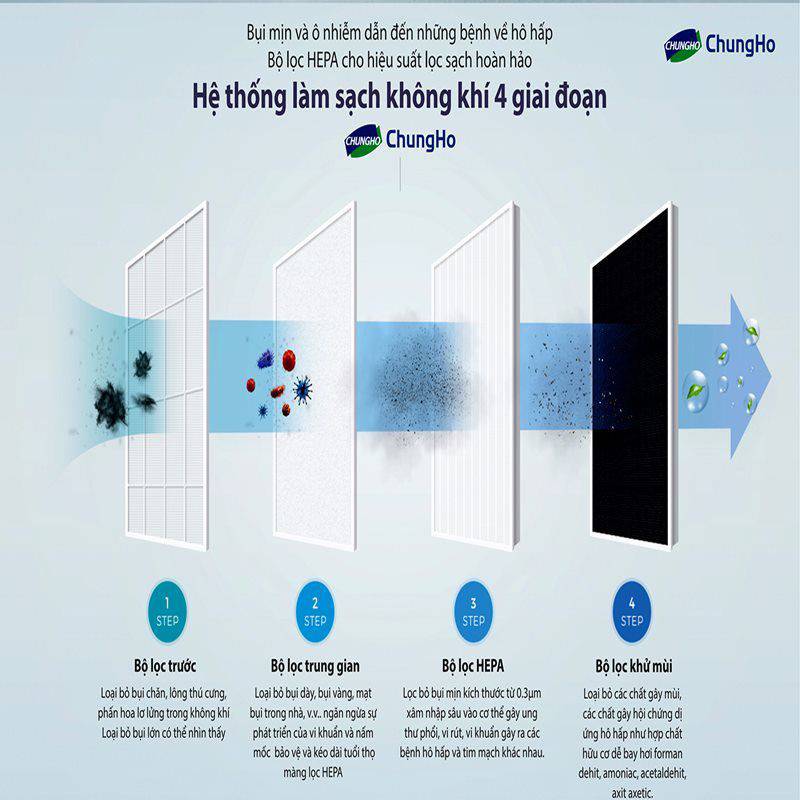 Bụi mịn và ô nhiễm dẫn đến những bệnh về hô hấp
Bộ lọc HEPA cho hiệu suất lọc sạch hoàn hảo
Hệ thống làm sạch không khí 4 giai đoạn
CHUNGHO ChungHo
CHUNGHO ChungHo
1
STEP
Bộ lọc trước
Loại bỏ bụi chăn, lông thú cưng,
phấn hoa lơ lửng trong không khí
Loại bỏ bụi lớn có thể nhìn thấy
2
STEP
Bộ lọc trung gian
Loại bỏ bụi dày, bụi vàng, mạt
bụi trong nhà, v.v.. ngăn ngừa sự
phát triển của vi khuẩn và nấm
mốc bảo vệ và kéo dài tuổi thọ
màng lọc HEPA
3
STEP
Bộ lọc HEPA
Lọc bỏ bụi mịn kích thước từ 0.3µm
xâm nhập sâu vào cơ thể gây ung
thư phổi, vi rút, vi khuẩn gây ra các
bệnh hô hấp và tim mạch khác nhau.
4
STEP
Bộ lọc khử mùi
Loại bỏ các chất gây mùi,
các chất gây hội chứng dị
ứng hô hấp như hợp chất
hữu cơ dễ bay hơi forman
dehit, amoniac, acetaldehit,
axit axetic.